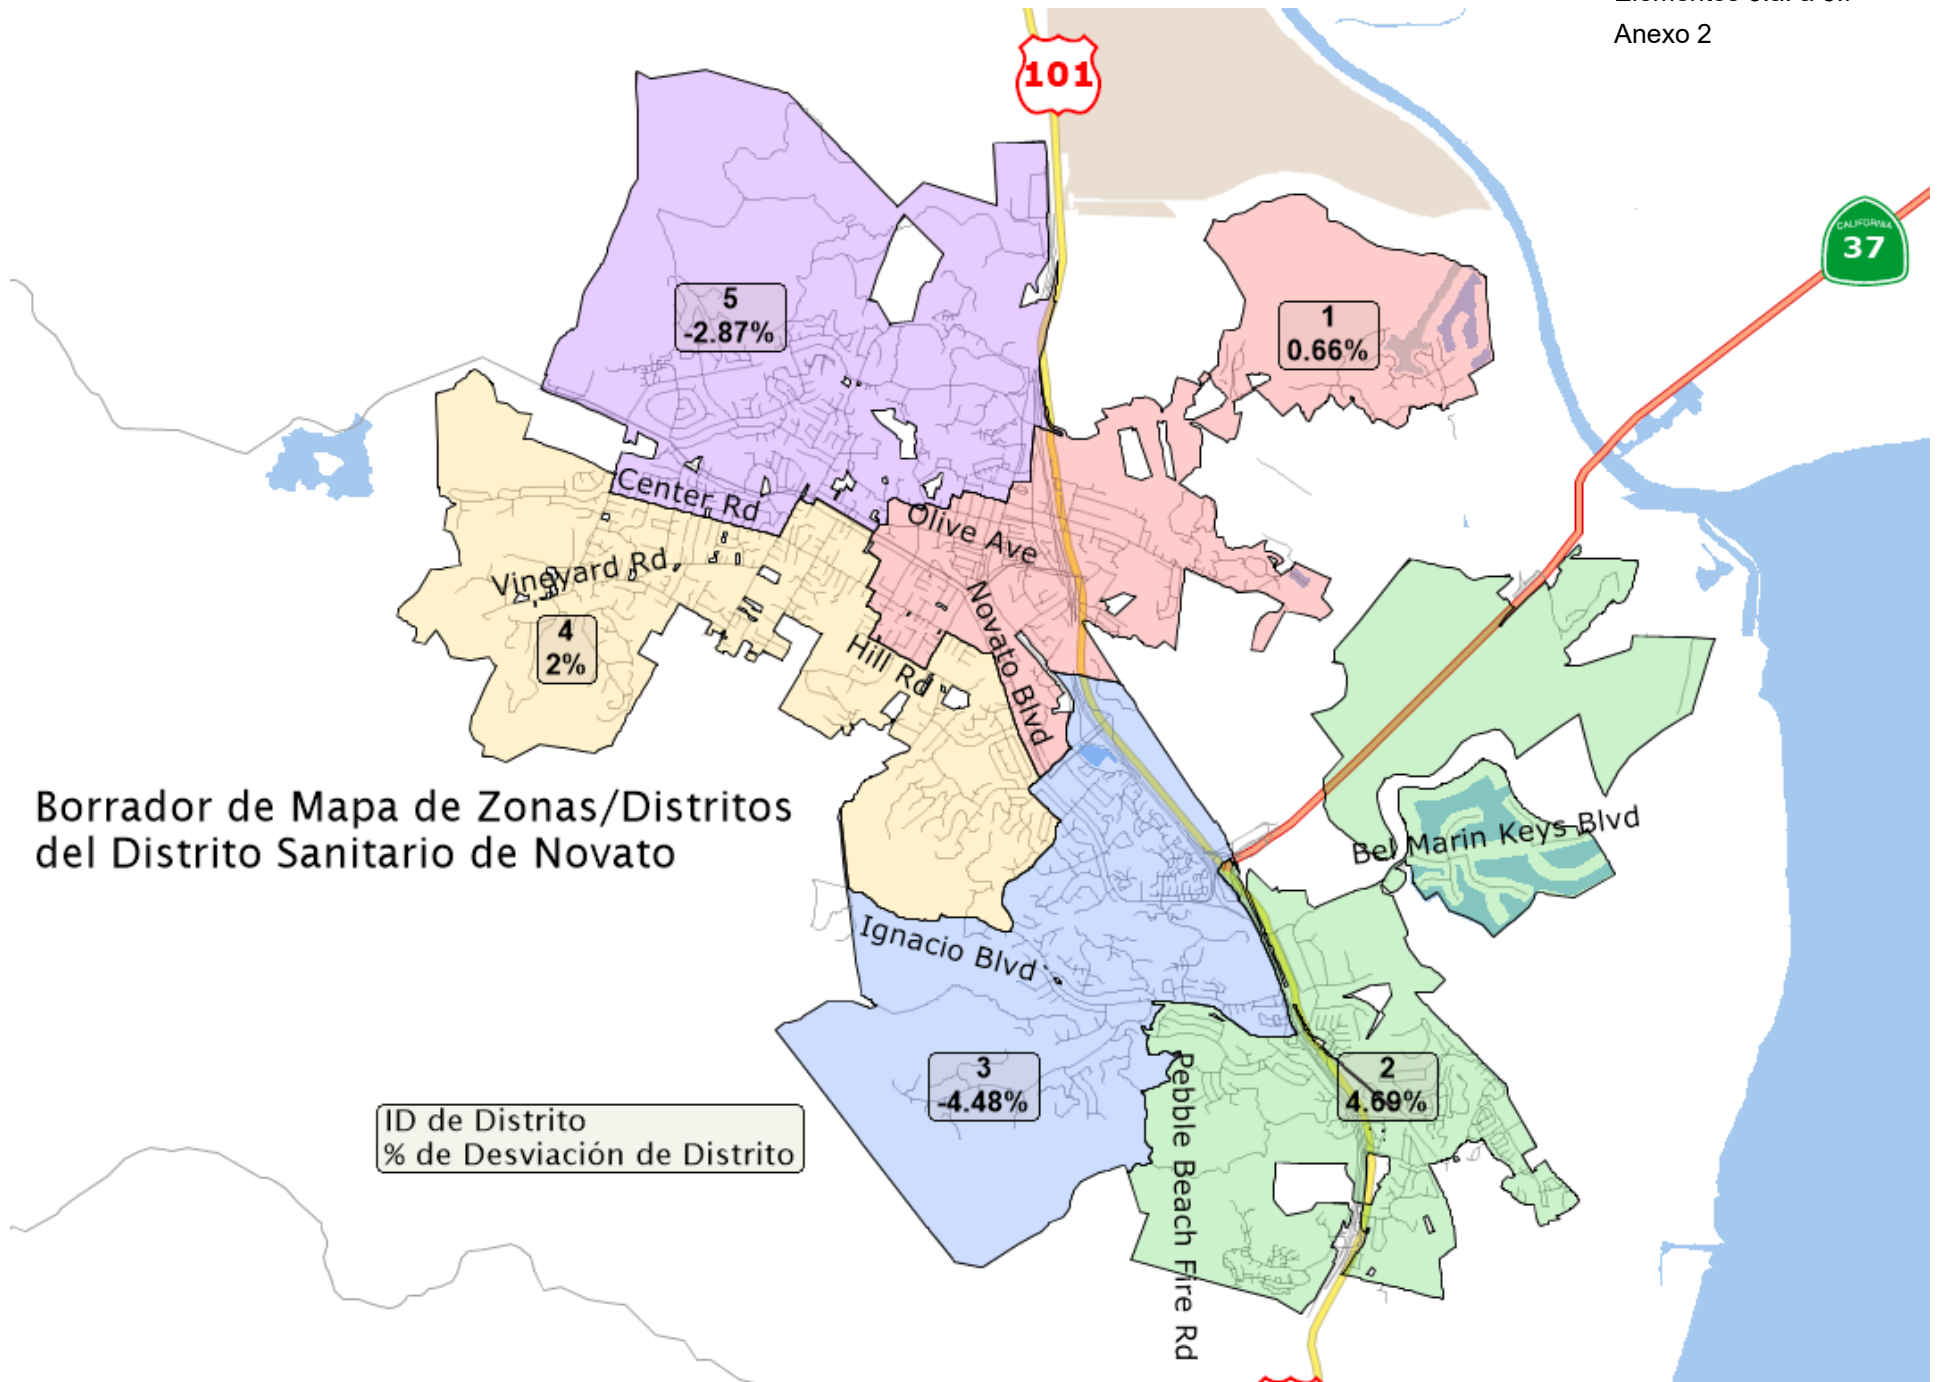 Anexo 2
101
CALIFORNIA
37
5
-2.87%
1
0.66%
Center Rd
Olive Ave
Vineyard Rd
4
2%
Hill Rd
Novato Blvd
Borrador de Mapa de Zonas/Distritos
del Distrito Sanitario de Novato
Bel Marin Keys Blvd
Ignacio Blvd
3
-4.48%
2
4.69%
Pebble Beach Fire Rd
ID de Distrito
% de Desviación de Distrito